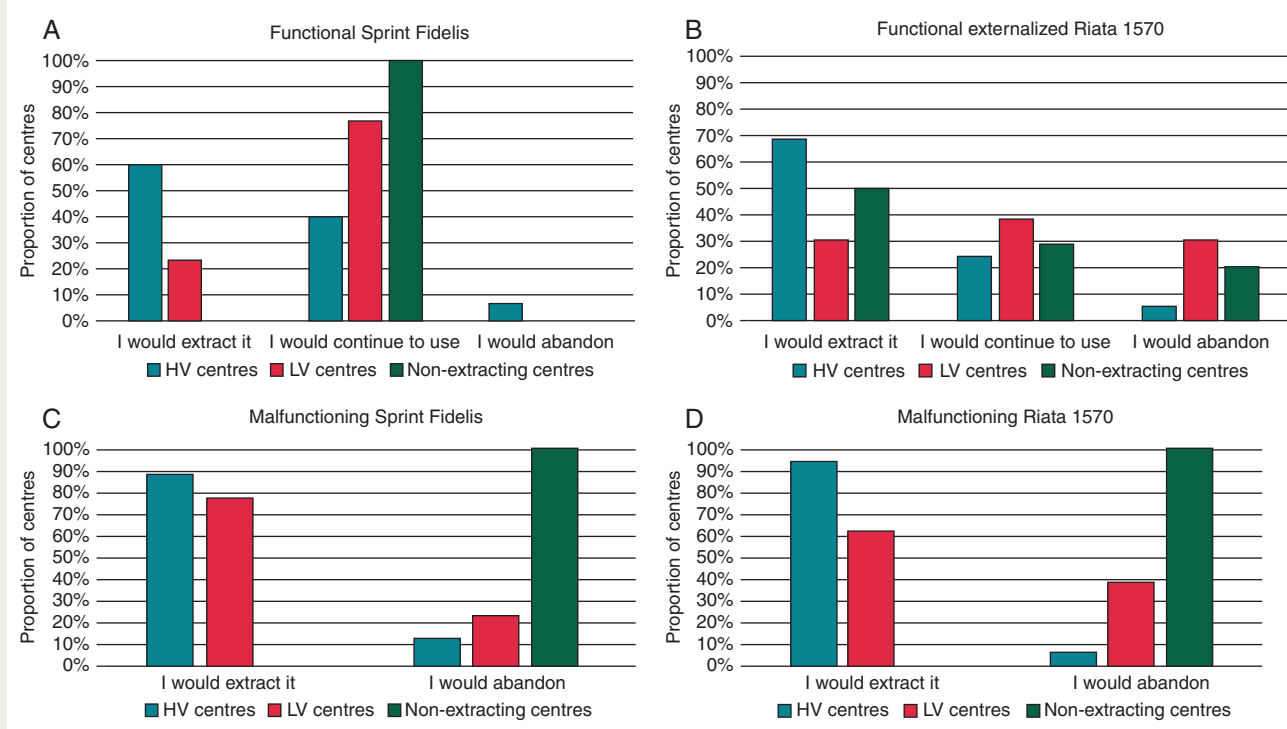 A
Functional Sprint Fidelis
Proportion of centres
100%
90%
80%
70%
60%
50%
40%
30%
20%
10%
0%
I would extract it I would continue to use I would abandon
HV centres LV centres Non-extracting centres
B
Functional externalized Riata 1570
Proportion of centres
100%
90%
80%
70%
60%
50%
40%
30%
20%
10%
0%
I would extract it I would continue to use I would abandon
HV centres LV centres Non-extracting centres
C
Malfunctioning Sprint Fidelis
Proportion of centres
100%
90%
80%
70%
60%
50%
40%
30%
20%
10%
0%
I would extract it I would abandon
HV centres LV centres Non-extracting centres
D
Malfunctioning Riata 1570
Proportion of centres
100%
90%
80%
70%
60%
50%
40%
30%
20%
10%
0%
I would extract it I would abandon
HV centres LV centres Non-extracting centres